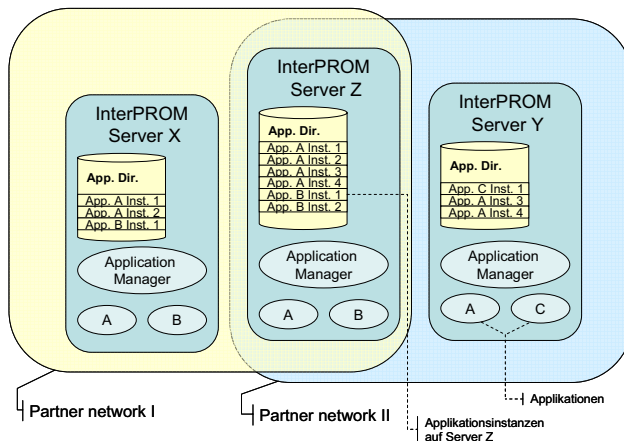 InterPROM
Server X
App. Dir.
App. A Inst. 1
App. A Inst. 2
App. B Inst. 1
Application
Manager
A
B
InterPROM
Server Z
App. Dir.
App. A Inst. 1
App. A Inst. 2
App. A Inst. 3
App. A Inst. 4
App. B Inst. 1
App. B Inst. 2
Application
Manager
A
B
InterPROM
Server Y
App. Dir.
App. C Inst. 1
App. A Inst. 3
App. A Inst. 4
Application
Manager
A
C
Partner network I
Partner network II
Applikationen
Applikationsinstanzen
auf Server Z